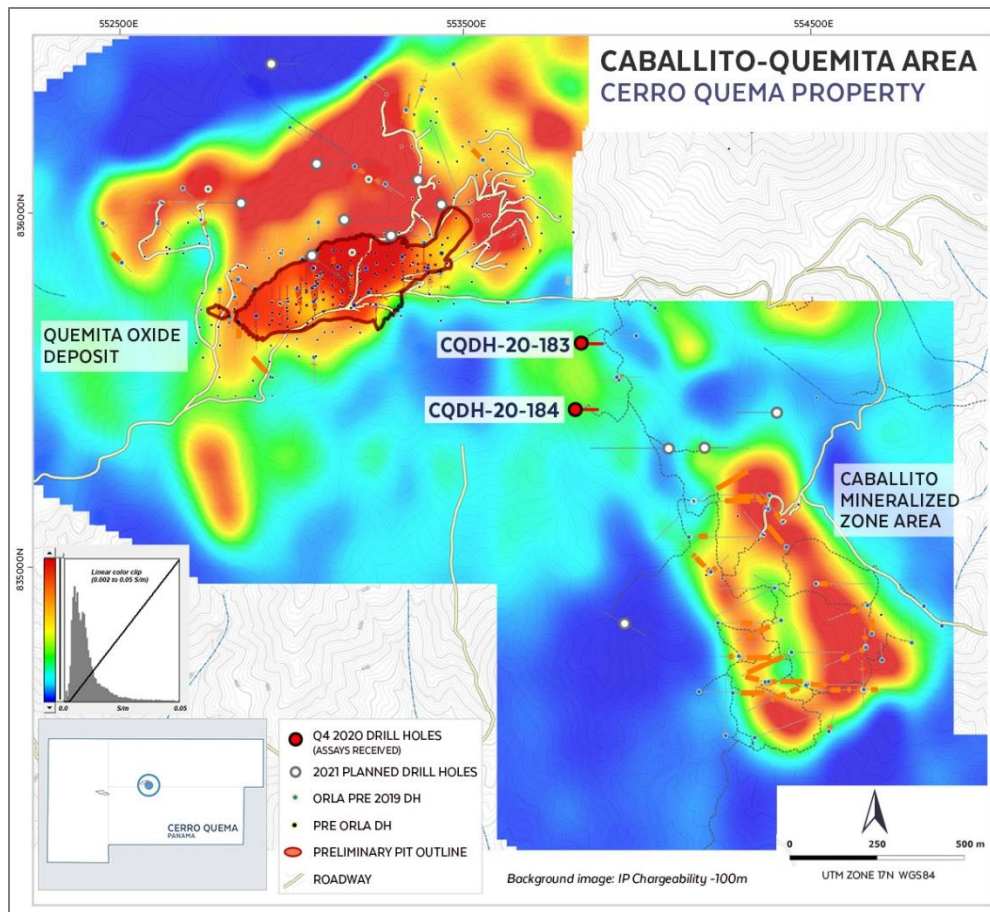 552500E
553500E
554500E
CABALLITO-QUEMITA AREA
CERRO QUEMA PROPERTY
836000N
QUEMITA OXIDE
DEPOSIT
CQDH-20-183
CQDH-20-184
CABALLITO
MINERALIZED
ZONE AREA
835000N
Linear color clip
(0.002 to 0.05 S/m)
0.0
S/m
0.05
CERRO QUEMA
PANAMA
Q4 2020 DRILL HOLES
(ASSAYS RECEIVED)
2021 PLANNED DRILL HOLES
ORLA PRE 2019 DH
PRE ORLA DH
PRELIMINARY PIT OUTLINE
ROADWAY
Background image: IP Chargeability -100m
0
250
500 m
UTM ZONE 17N WGS84